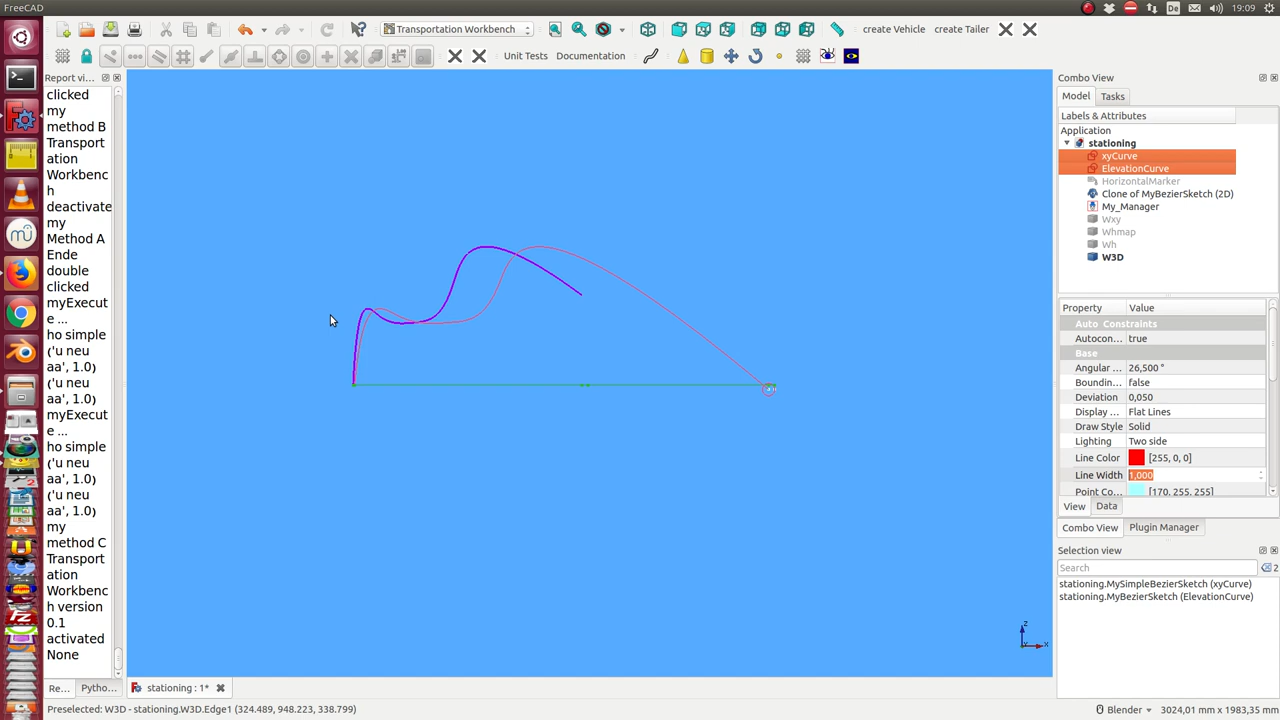 FreeCAD
De
19:09
Transportation Workbench
create Vehicle
create Tailer
Unit Tests
Documentation
Report vi...
clicked
my
method B
Transport
ation
Workbenc
h
deactivate
my
Method A
Ende
double
clicked
myExecut
e ...
ho simple
('u neu
aa', 1.0)
('u neu
aa', 1.0)
myExecut
e ...
ho simple
('u neu
aa', 1.0)
('u neu
aa', 1.0)
my
method C
Transport
ation
Workbenc
h version
0.1
activated
None
Re...
Pytho...
z
x
stationing : 1*
Combo View
Model
Tasks
Labels & Attributes
Application
stationing
xyCurve
ElevationCurve
HorizontalMarker
Clone of MyBezierSketch (2D)
My_Manager
Wxy
Whmap
Wh
W3D
Property
Value
Auto Constraints
Autocon... true
Base
Angular ... 26,500 °
Boundin... false
Deviation 0,050
Display ... Flat Lines
Draw Style Solid
Lighting Two side
Line Color [255, 0, 0]
Line Width 1,000
Point Co... [170, 255, 255]
View
Data
Combo View
Plugin Manager
Selection view
Search
2
stationing.MySimpleBezierSketch (xyCurve)
stationing.MyBezierSketch (ElevationCurve)
Preselected: W3D - stationing.W3D.Edge1 (324.489, 948.223, 338.799)
Blender
3024,01 mm x 1983,35 mm